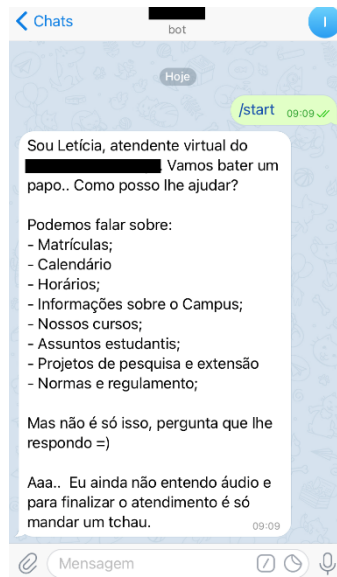 Chats
bot
I
Hoje
/start 09:09
Sou Letícia, atendente virtual do
. Vamos bater um
papo.. Como posso lhe ajudar?
Podemos falar sobre:
- Matrículas;
- Calendário
- Horários;
- Informações sobre o Campus;
- Nossos cursos;
- Assuntos estudantis;
- Projetos de pesquisa e extensão
- Normas e regulamento;
Mas não é só isso, pergunta que lhe
respondo =)
Aaa.. Eu ainda não entendo áudio e
para finalizar o atendimento é só
mandar um tchau.
09:09
Mensagem